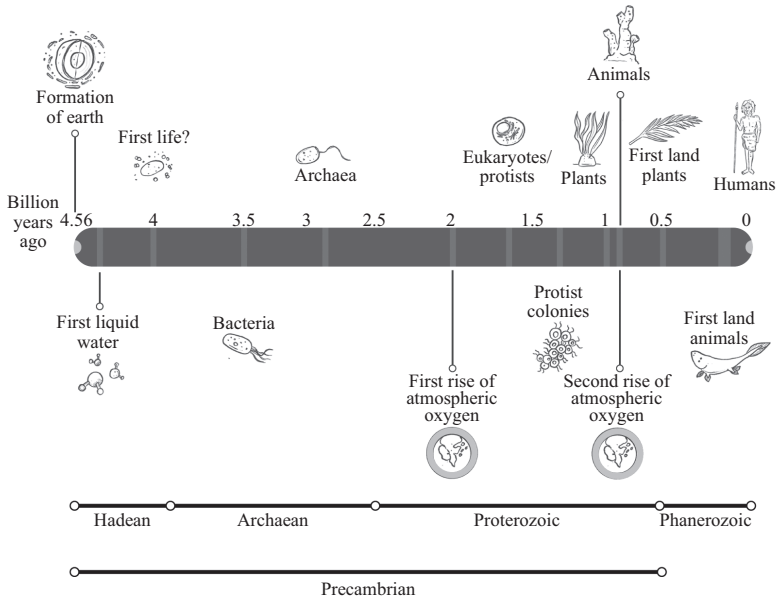 Animals
Formation
of earth
First life?
Archaea
Eukaryotes/
protists
Plants
First land
plants
Humans
Billion
years
ago
4.56
4
3.5
3
2.5
2
1.5
1
0.5
0
First liquid
water
Bacteria
Protist
colonies
First land
animals
First rise of
atmospheric
oxygen
Second rise of
atmospheric
oxygen
Hadean
Archaean
Proterozoic
Phanerozoic
Precambrian